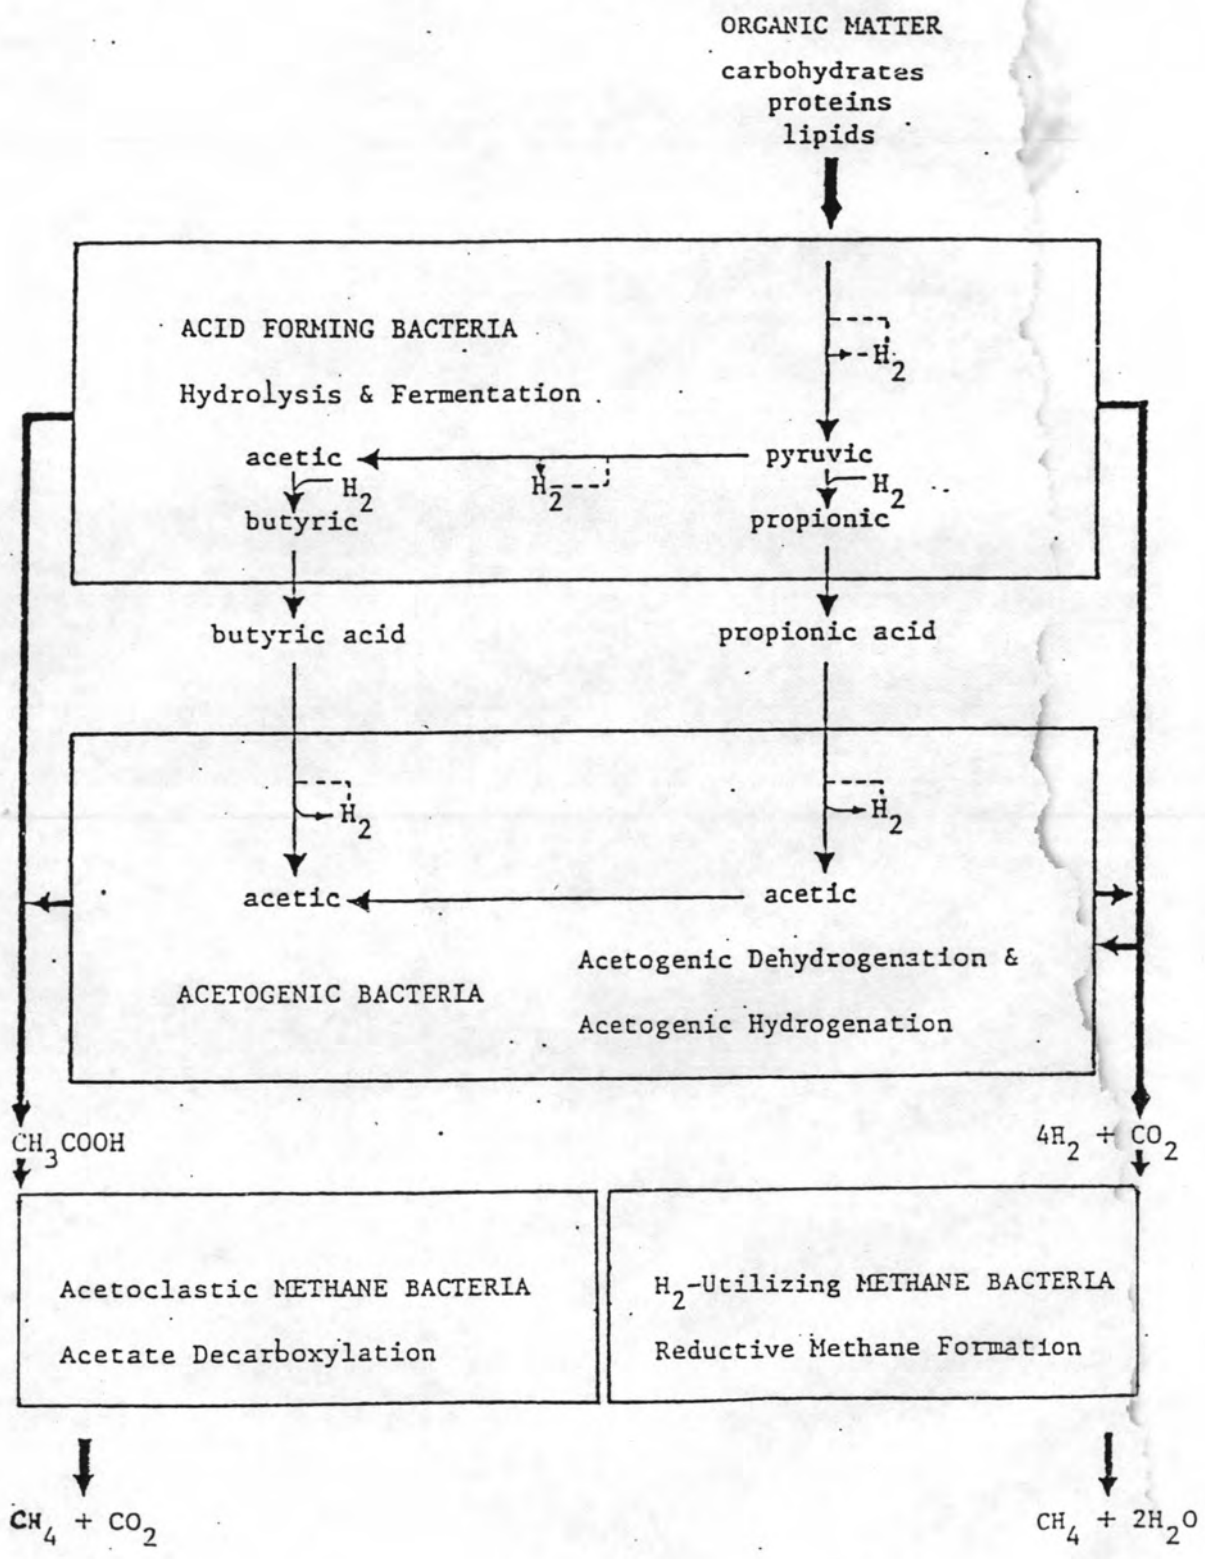 ORGANIC MATTER
carbohydrates
proteins
lipids
ACID FORMING BACTERIA
H2
Hydrolysis & Fermentation
acetic
pyruvic
H2
H2
H2
butyric
propionic
butyric acid
propionic acid
H2
H2
acetic
acetic
Acetogenic Dehydrogenation &
ACETOGENIC BACTERIA
Acetogenic Hydrogenation
CH3COOH
4H2 + CO2
Acetoclastic METHANE BACTERIA
Acetate Decarboxylation
H2-Utilizing METHANE BACTERIA
Reductive Methane Formation
CH4 + CO2
CH4 + 2H2O